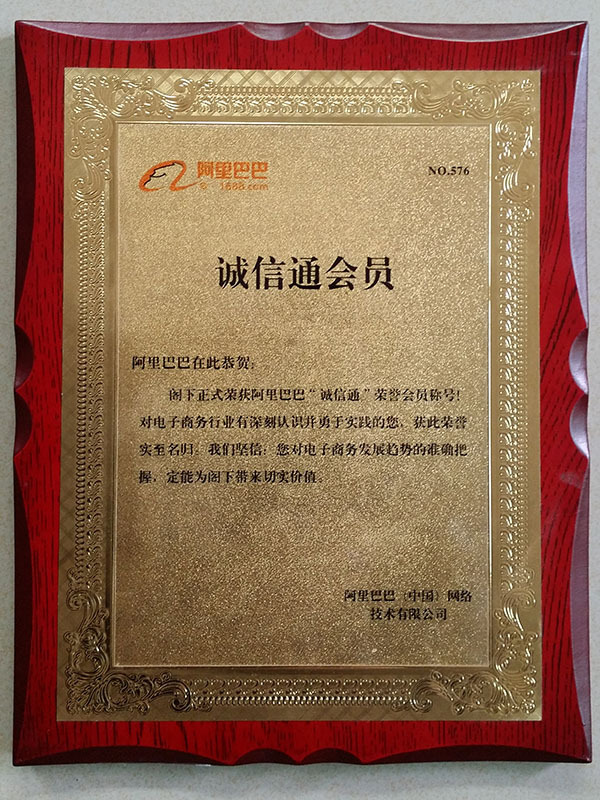 阿里巴巴
1688.com
NO.576
诚信通会员
阿里巴巴在此恭贺：
阁下正式荣获阿里巴巴“诚信通”荣誉会员称号！
对电子商务行业有深刻认识并勇于实践的您，获此荣誉
实至名归。我们坚信：您对电子商务发展趋势的准确把
握，定能为阁下带来切实价值。
阿里巴巴（中国）网络
技术有限公司